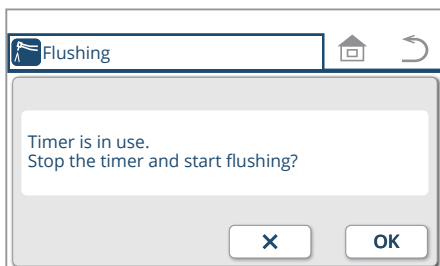 Flushing
Timer is in use.
Stop the timer and start flushing?
OK